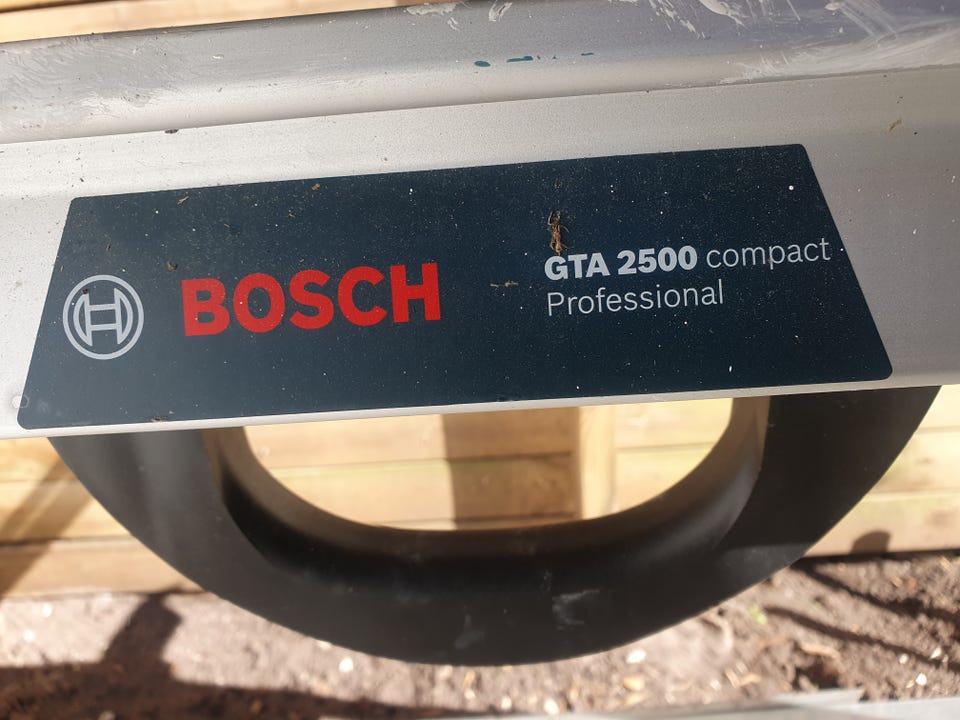 BOSCH
GTA 2500 compact
Professional